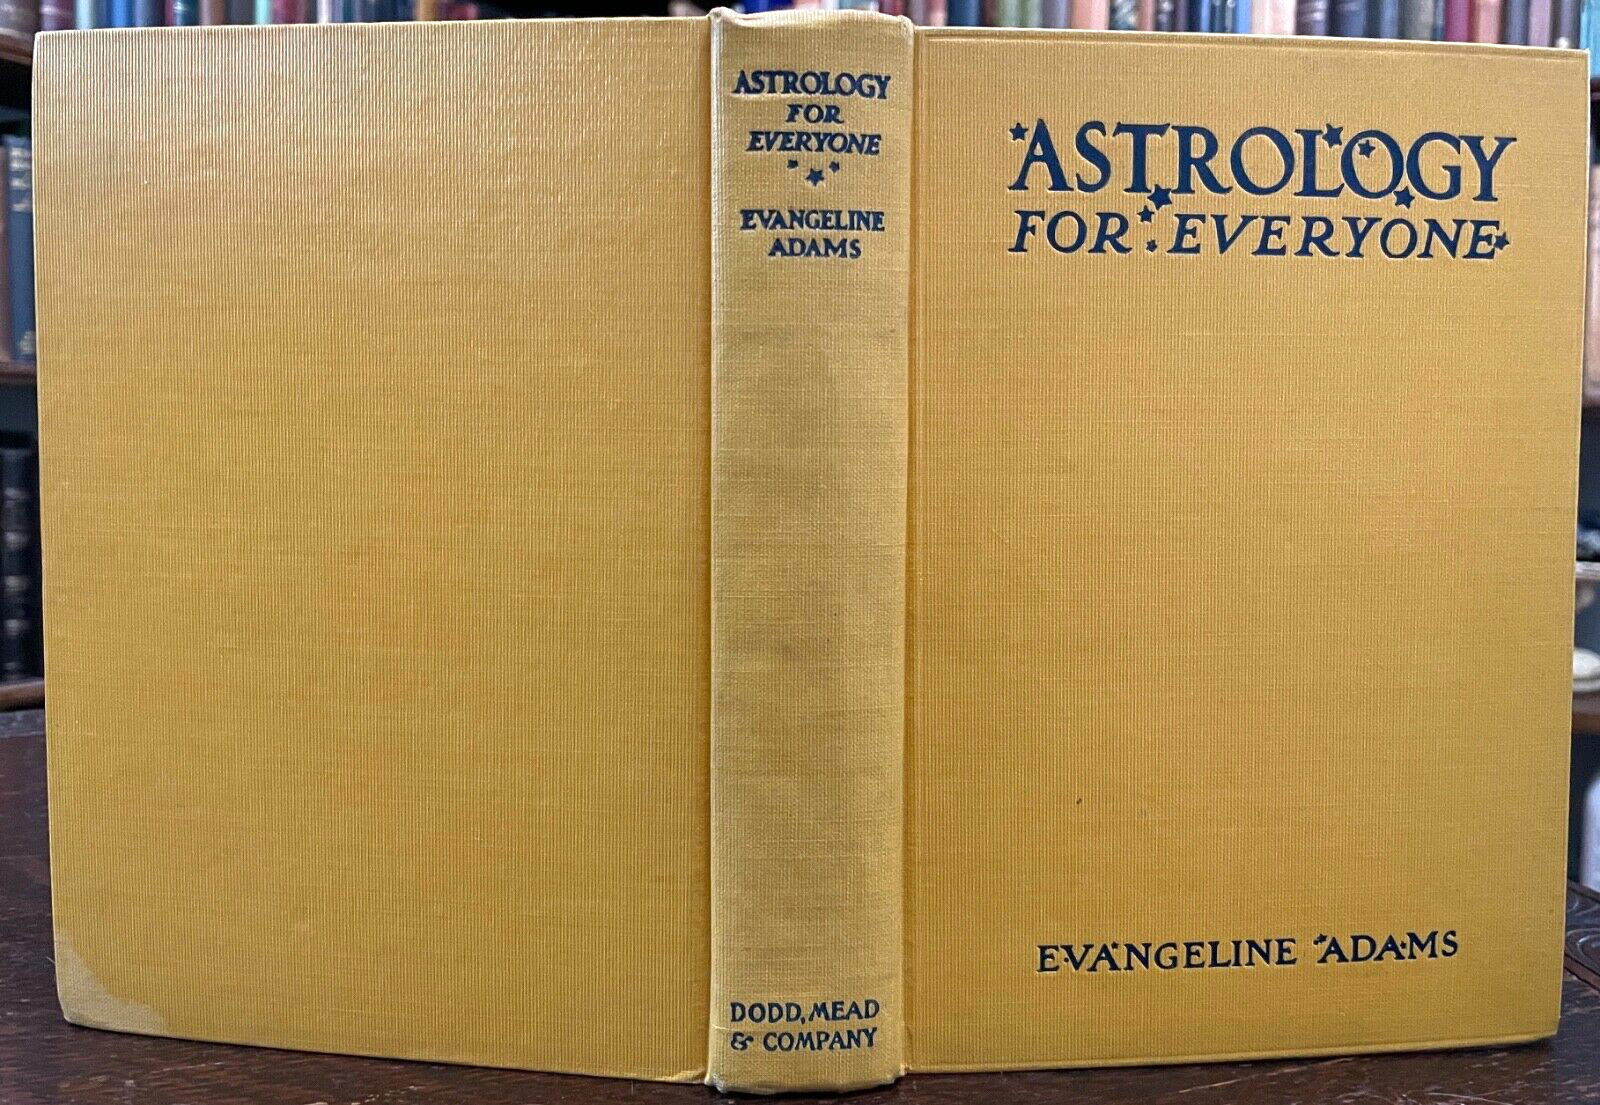 ASTROLOGY
FOR
EVERYONE
EVANGELINE
ADAMS
DODD, MEAD
& COMPANY
ASTROLOGY
FOR EVERYONE
EVANGELINE ADAMS